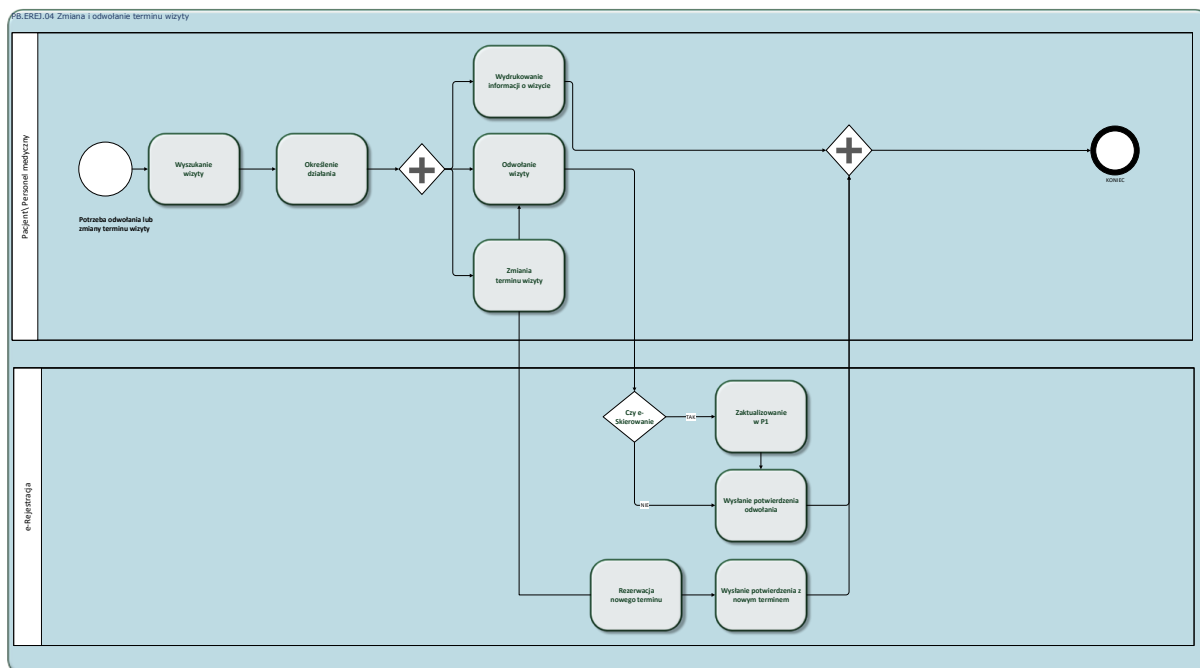 PB.EREJ.04 Zmiana i odwołanie terminu wizyty
Pacjent\ Personel medyczny
Potrzeba odwołania lub
zmiany terminu wizyty
Wyszukanie
wizyty
Określenie
działania
Wydrukowanie
informacji o wizycie
Odwołanie
wizyty
Zmiania
terminu wizyty
KONIEC
e-Rejestracja
Czy e-
Skierowanie
TAK
NIE
Zaktualizowanie
w P1
Wysłanie potwierdzenia
odwołania
Rezerwacja
nowego terminu
Wysłanie potwierdzenia z
nowym terminem